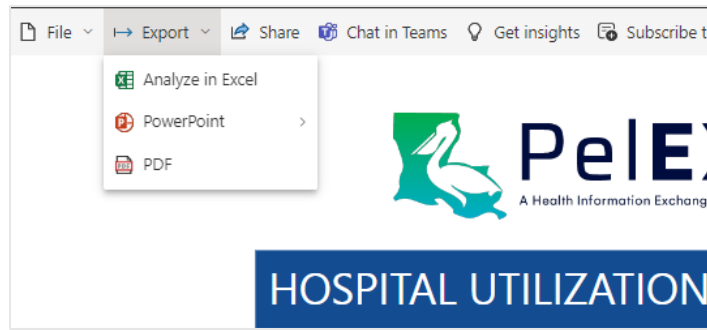 File Export Share Chat in Teams Get insights Subscribe t
Analyze in Excel
PowerPoint
PDF
PelEX
A Health Information Exchang
HOSPITAL UTILIZATION